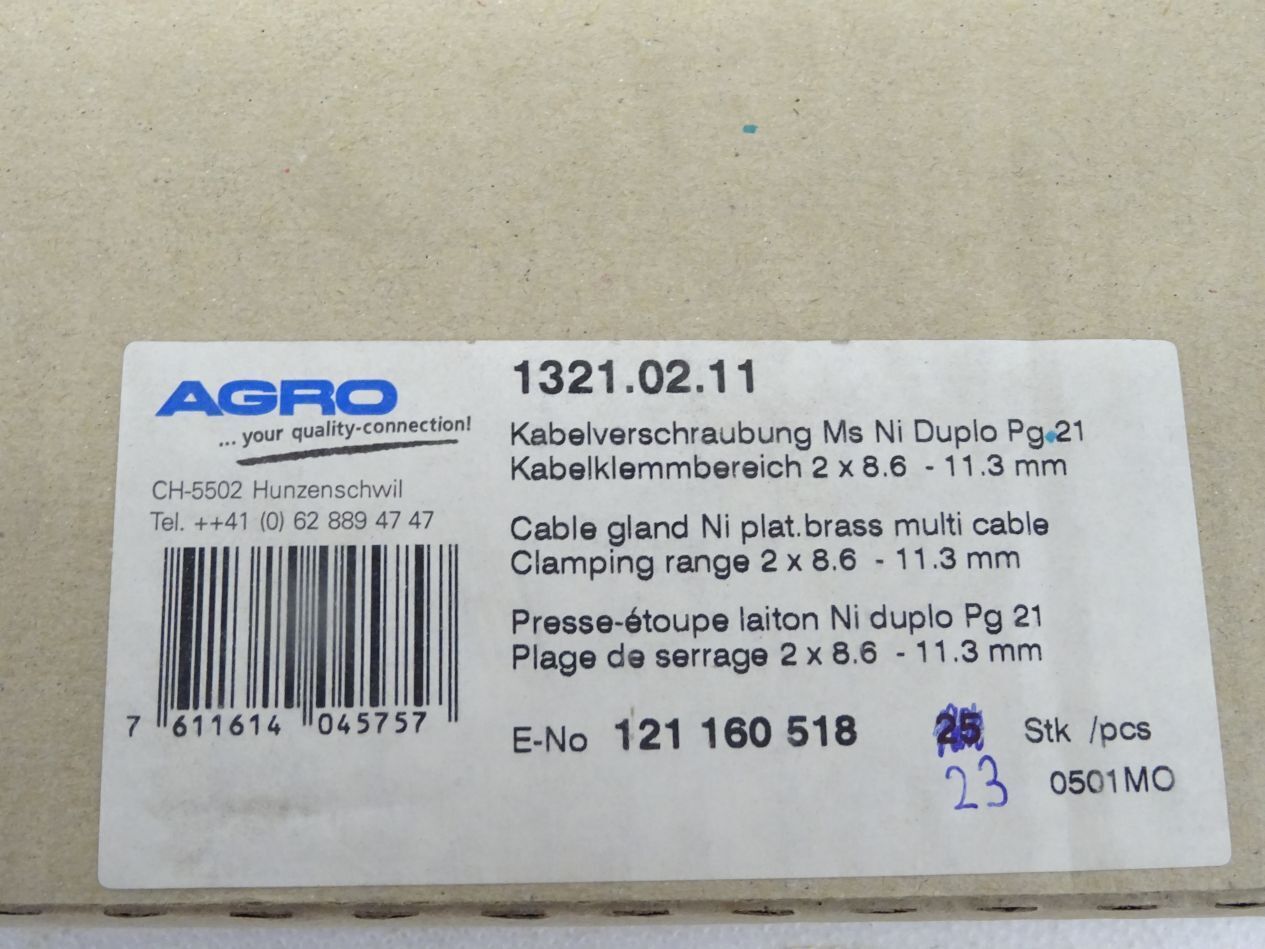 AGRO
... your quality-connection!
CH-5502 Hunzenschwil
Tel. ++41 (0) 62 889 47 47
7 611614 045757
1321.02.11
Kabelverschraubung Ms Ni Duplo Pg 21
Kabelklemmbereich 2 x 8.6 - 11.3 mm
Cable gland Ni plat.brass multi cable
Clamping range 2 x 8.6 - 11.3 mm
Presse-étoupe laiton Ni duplo Pg 21
Plage de serrage 2 x 8.6 - 11.3 mm
E-No 121 160 518 25 Stk /pcs
23 0501MO